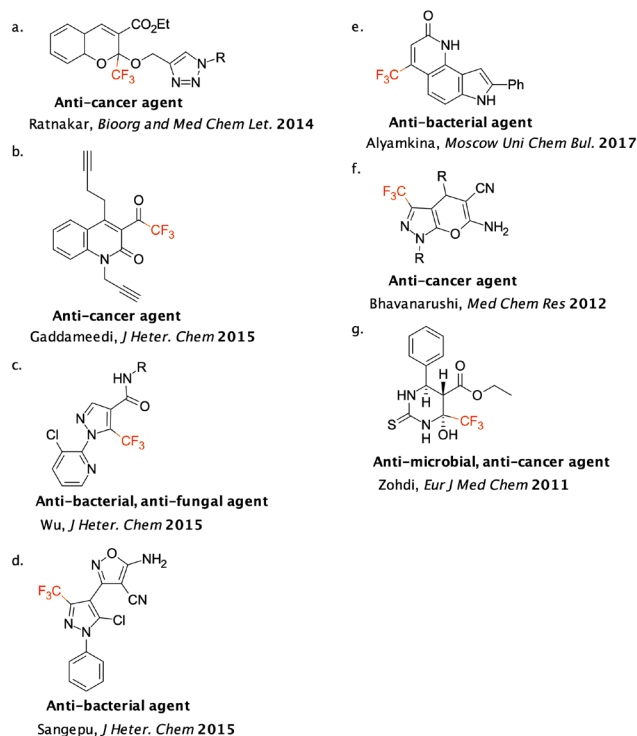 a.
CO₂Et
O
O
CF₃
R
N
N=N
Anti-cancer agent
Ratnakar, Bioorg and Med Chem Let. 2014
b.
O
CF₃
N
O
Anti-cancer agent
Gaddameedi, J Heter. Chem 2015
c.
R
HN
O
N
N
CF₃
Cl
N
Anti-bacterial, anti-fungal agent
Wu, J Heter. Chem 2015
d.
O
N
NH₂
F₃C
CN
Cl
N
N
Anti-bacterial agent
Sangepu, J Heter. Chem 2015
e.
O
NH
F₃C
Ph
NH
Anti-bacterial agent
Alyamkina, Moscow Uni Chem Bul. 2017
f.
R
F₃C
CN
N
N
O
NH₂
R
Anti-cancer agent
Bhavanarushi, Med Chem Res 2012
g.
H
O
HN
H
O
S
N
H
CF₃
OH
Anti-microbial, anti-cancer agent
Zohdi, Eur J Med Chem 2011